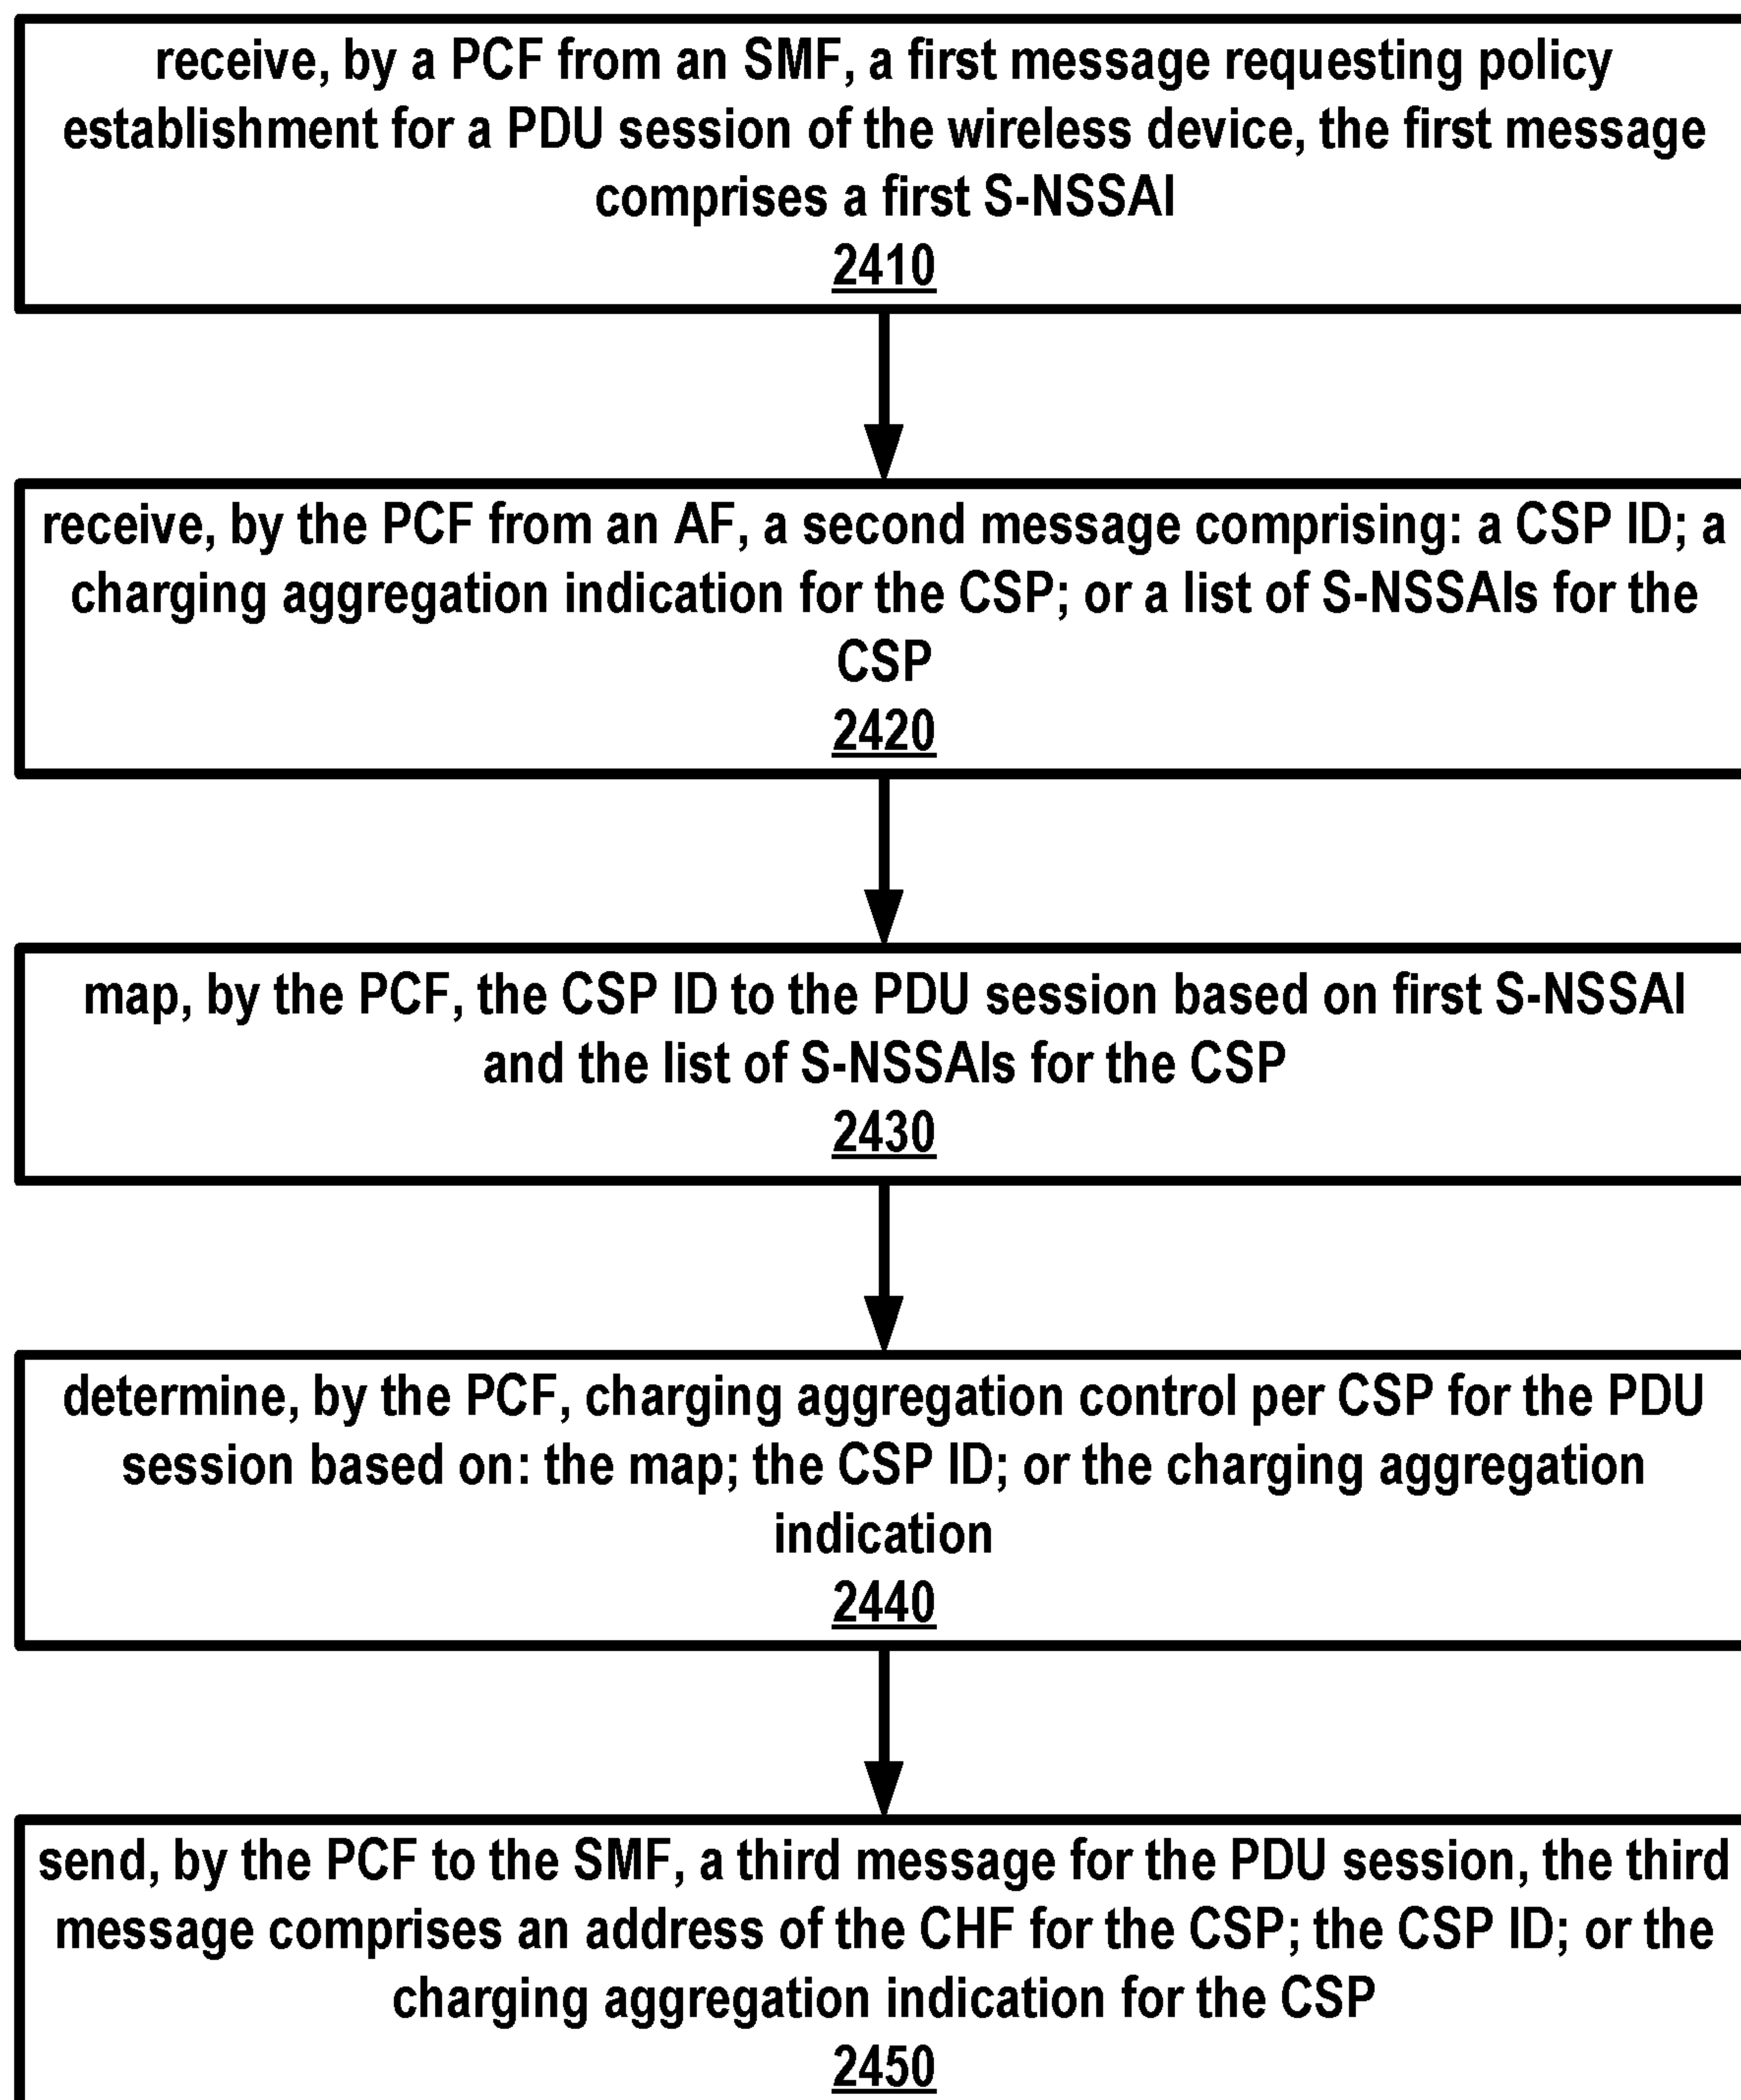 receive, by a PCF from an SMF, a first message requesting policy
establishment for a PDU session of the wireless device, the first message
comprises a first S-NSSAI
2410
receive, by the PCF from an AF, a second message comprising: a CSP ID; a
charging aggregation indication for the CSP; or a list of S-NSSAIs for the
CSP
2420
map, by the PCF, the CSP ID to the PDU session based on first S-NSSAI
and the list of S-NSSAIs for the CSP
2430
determine, by the PCF, charging aggregation control per CSP for the PDU
session based on: the map; the CSP ID; or the charging aggregation
indication
2440
send, by the PCF to the SMF, a third message for the PDU session, the third
message comprises an address of the CHF for the CSP; the CSP ID; or the
charging aggregation indication for the CSP
2450